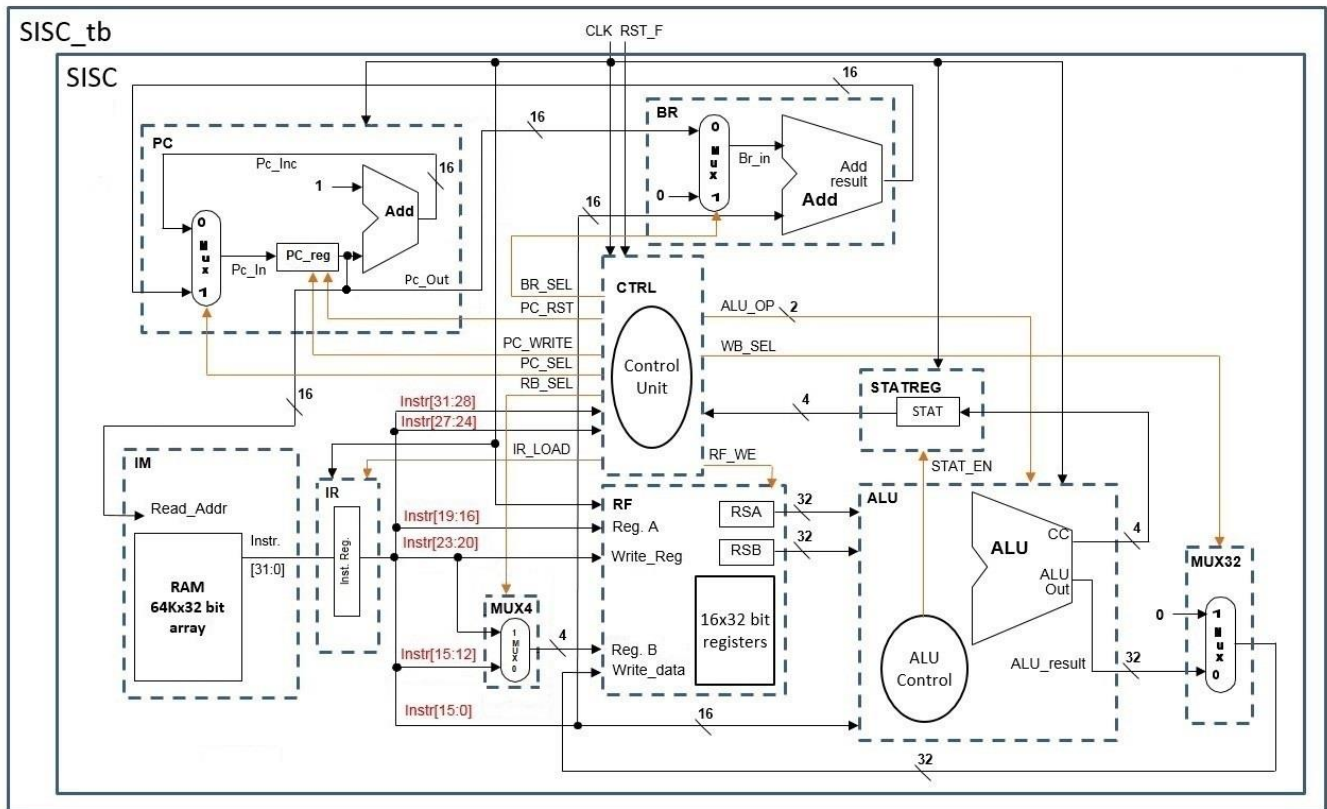 SISC_tb
CLK RST_F
SISC
16
BR
16
PC
Pc_Inc
16
1
Add
0
Mux
1
Pc_In
PC_reg
Pc_Out
0
Mux
1
Br_in
0
Add
result
Add
16
BR_SEL
PC_RST
PC_WRITE
PC_SEL
RB_SEL
CTRL
Control
Unit
ALU_OP
2
WB_SEL
STATREG
STAT
4
16
Instr[31:28]
Instr[27:24]
IR_LOAD
RF_WE
STAT_EN
IM
Read_Addr
Instr.
[31:0]
RAM
64Kx32 bit
array
IR
Inst. Reg.
Instr[19:16]
Instr[23:20]
Instr[15:12]
Instr[15:0]
MUX4
1
MUX
0
4
RF
Reg. A
Write_Reg
Reg. B
Write_data
RSA
RSB
16x32 bit
registers
32
32
16
ALU
ALU
CC
ALU
Out
ALU
Control
ALU_result
4
32
MUX32
0
1
Mux
0
32